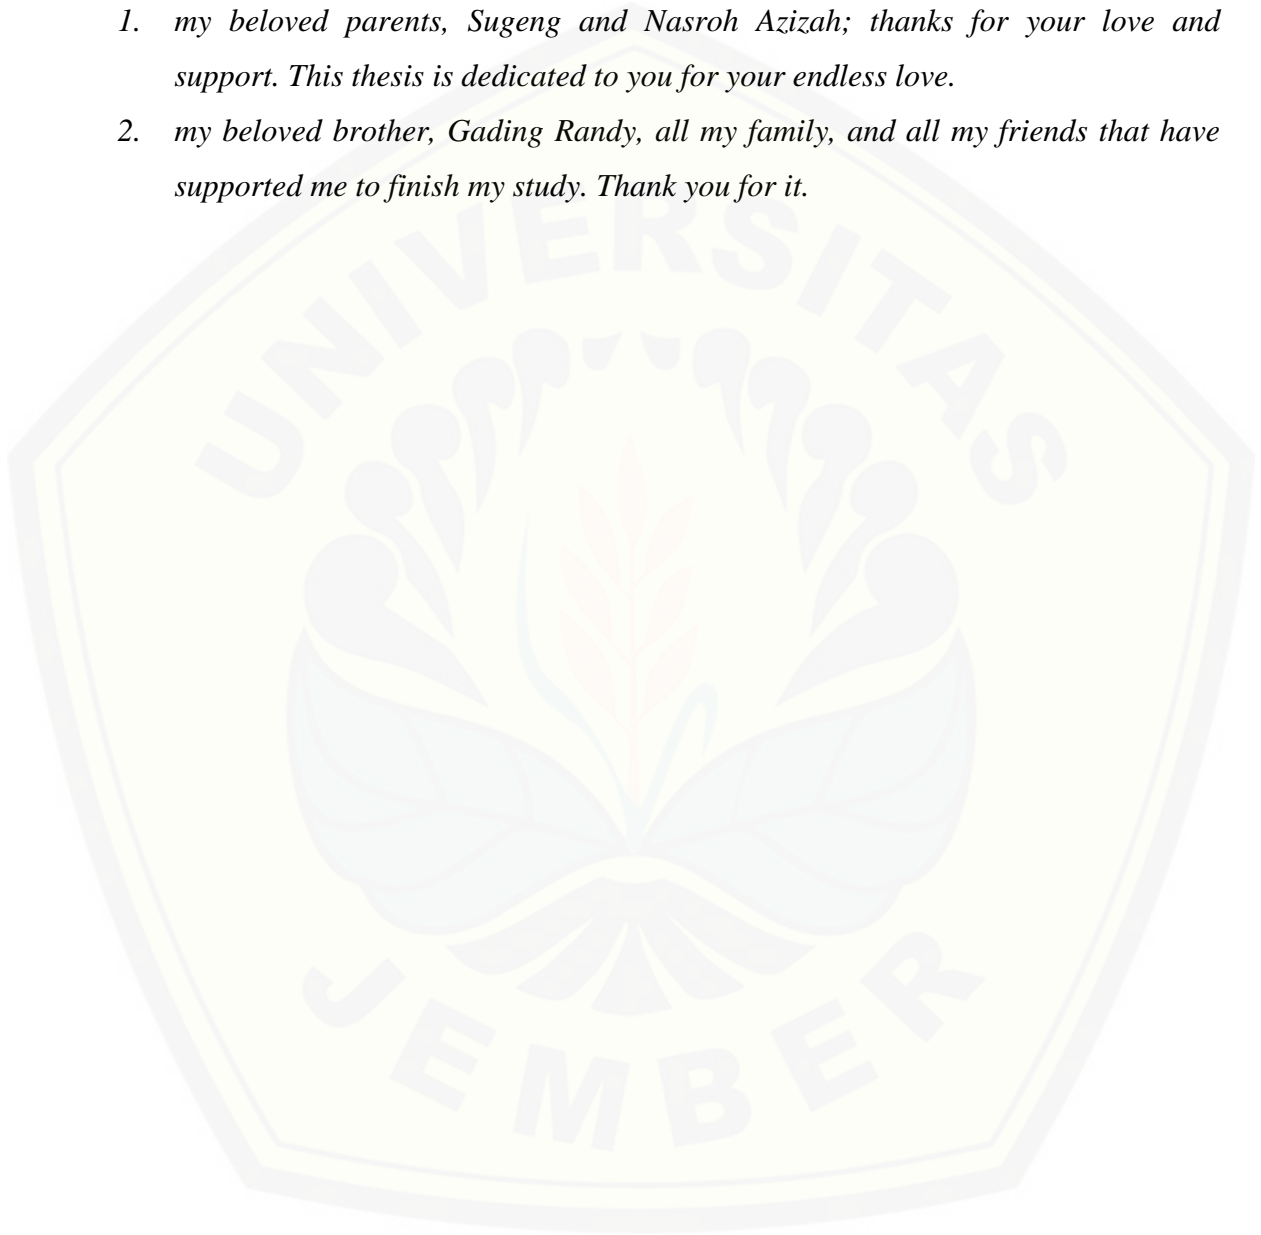 1. my beloved parents, Sugeng and Nasroh Azizah; thanks for your love and
support. This thesis is dedicated to you for your endless love.
2. my beloved brother, Gading Randy, all my family, and all my friends that have
supported me to finish my study. Thank you for it.
UNIVERSITAS
JEMBER